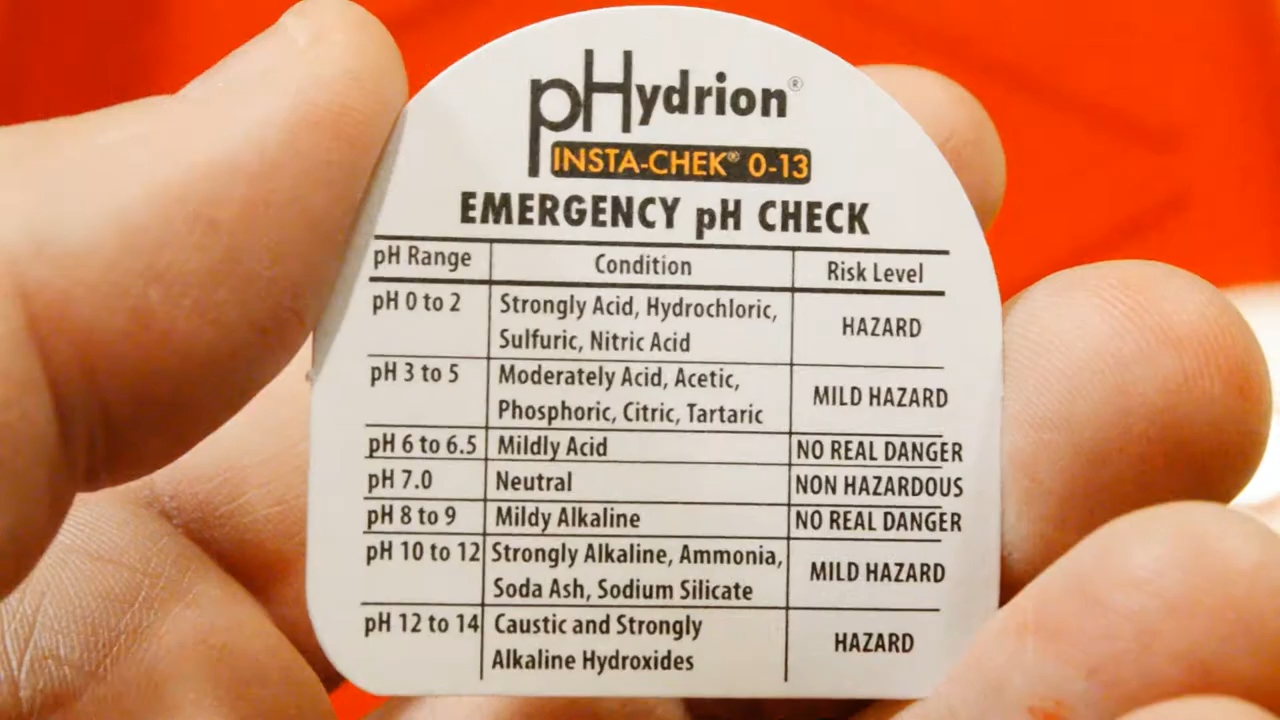 pHydrion®
INSTA-CHEK® 0-13
EMERGENCY pH CHECK
pH Range Condition Risk Level
pH 0 to 2 Strongly Acid, Hydrochloric, HAZARD
Sulfuric, Nitric Acid
pH 3 to 5 Moderately Acid, Acetic, MILD HAZARD
Phosphoric, Citric, Tartaric
pH 6 to 6.5 Mildly Acid NO REAL DANGER
pH 7.0 Neutral NON HAZARDOUS
pH 8 to 9 Mildy Alkaline NO REAL DANGER
pH 10 to 12 Strongly Alkaline, Ammonia, MILD HAZARD
Soda Ash, Sodium Silicate
pH 12 to 14 Caustic and Strongly HAZARD
Alkaline Hydroxides